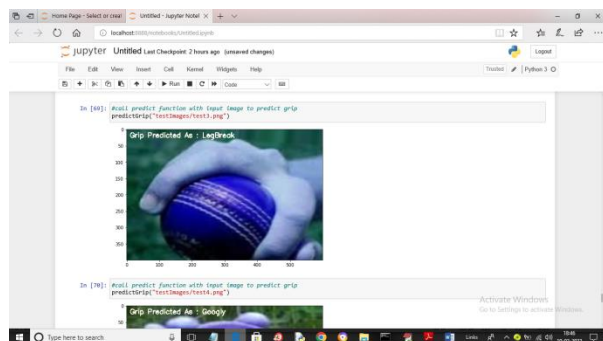 Home Page - Select or creat
Untitled - Jupyter Notel
localhost:8888/notebooks/Untitled.ipynb
Jupyter Untitled Last Checkpoint 2 hours ago (unsaved changes)
Logout
File Edit View Insert Cell Kernel Widgets Help
Trusted
Python 3
Run
Code
In [69]: #call predict function with input image to predict grip
predictGrip("testImages/test3.png")
Grip Predicted As : LegBreak
0
50
100
150
200
250
300
350
0 100 200 300 400 500
In [70]: #call predict function with input image to predict grip
predictGrip("testImages/test4.png")
0
Grip Predicted As : Googly
50
Activate Windows
Go to Settings to activate Windows.
Type here to search
Links
18:46